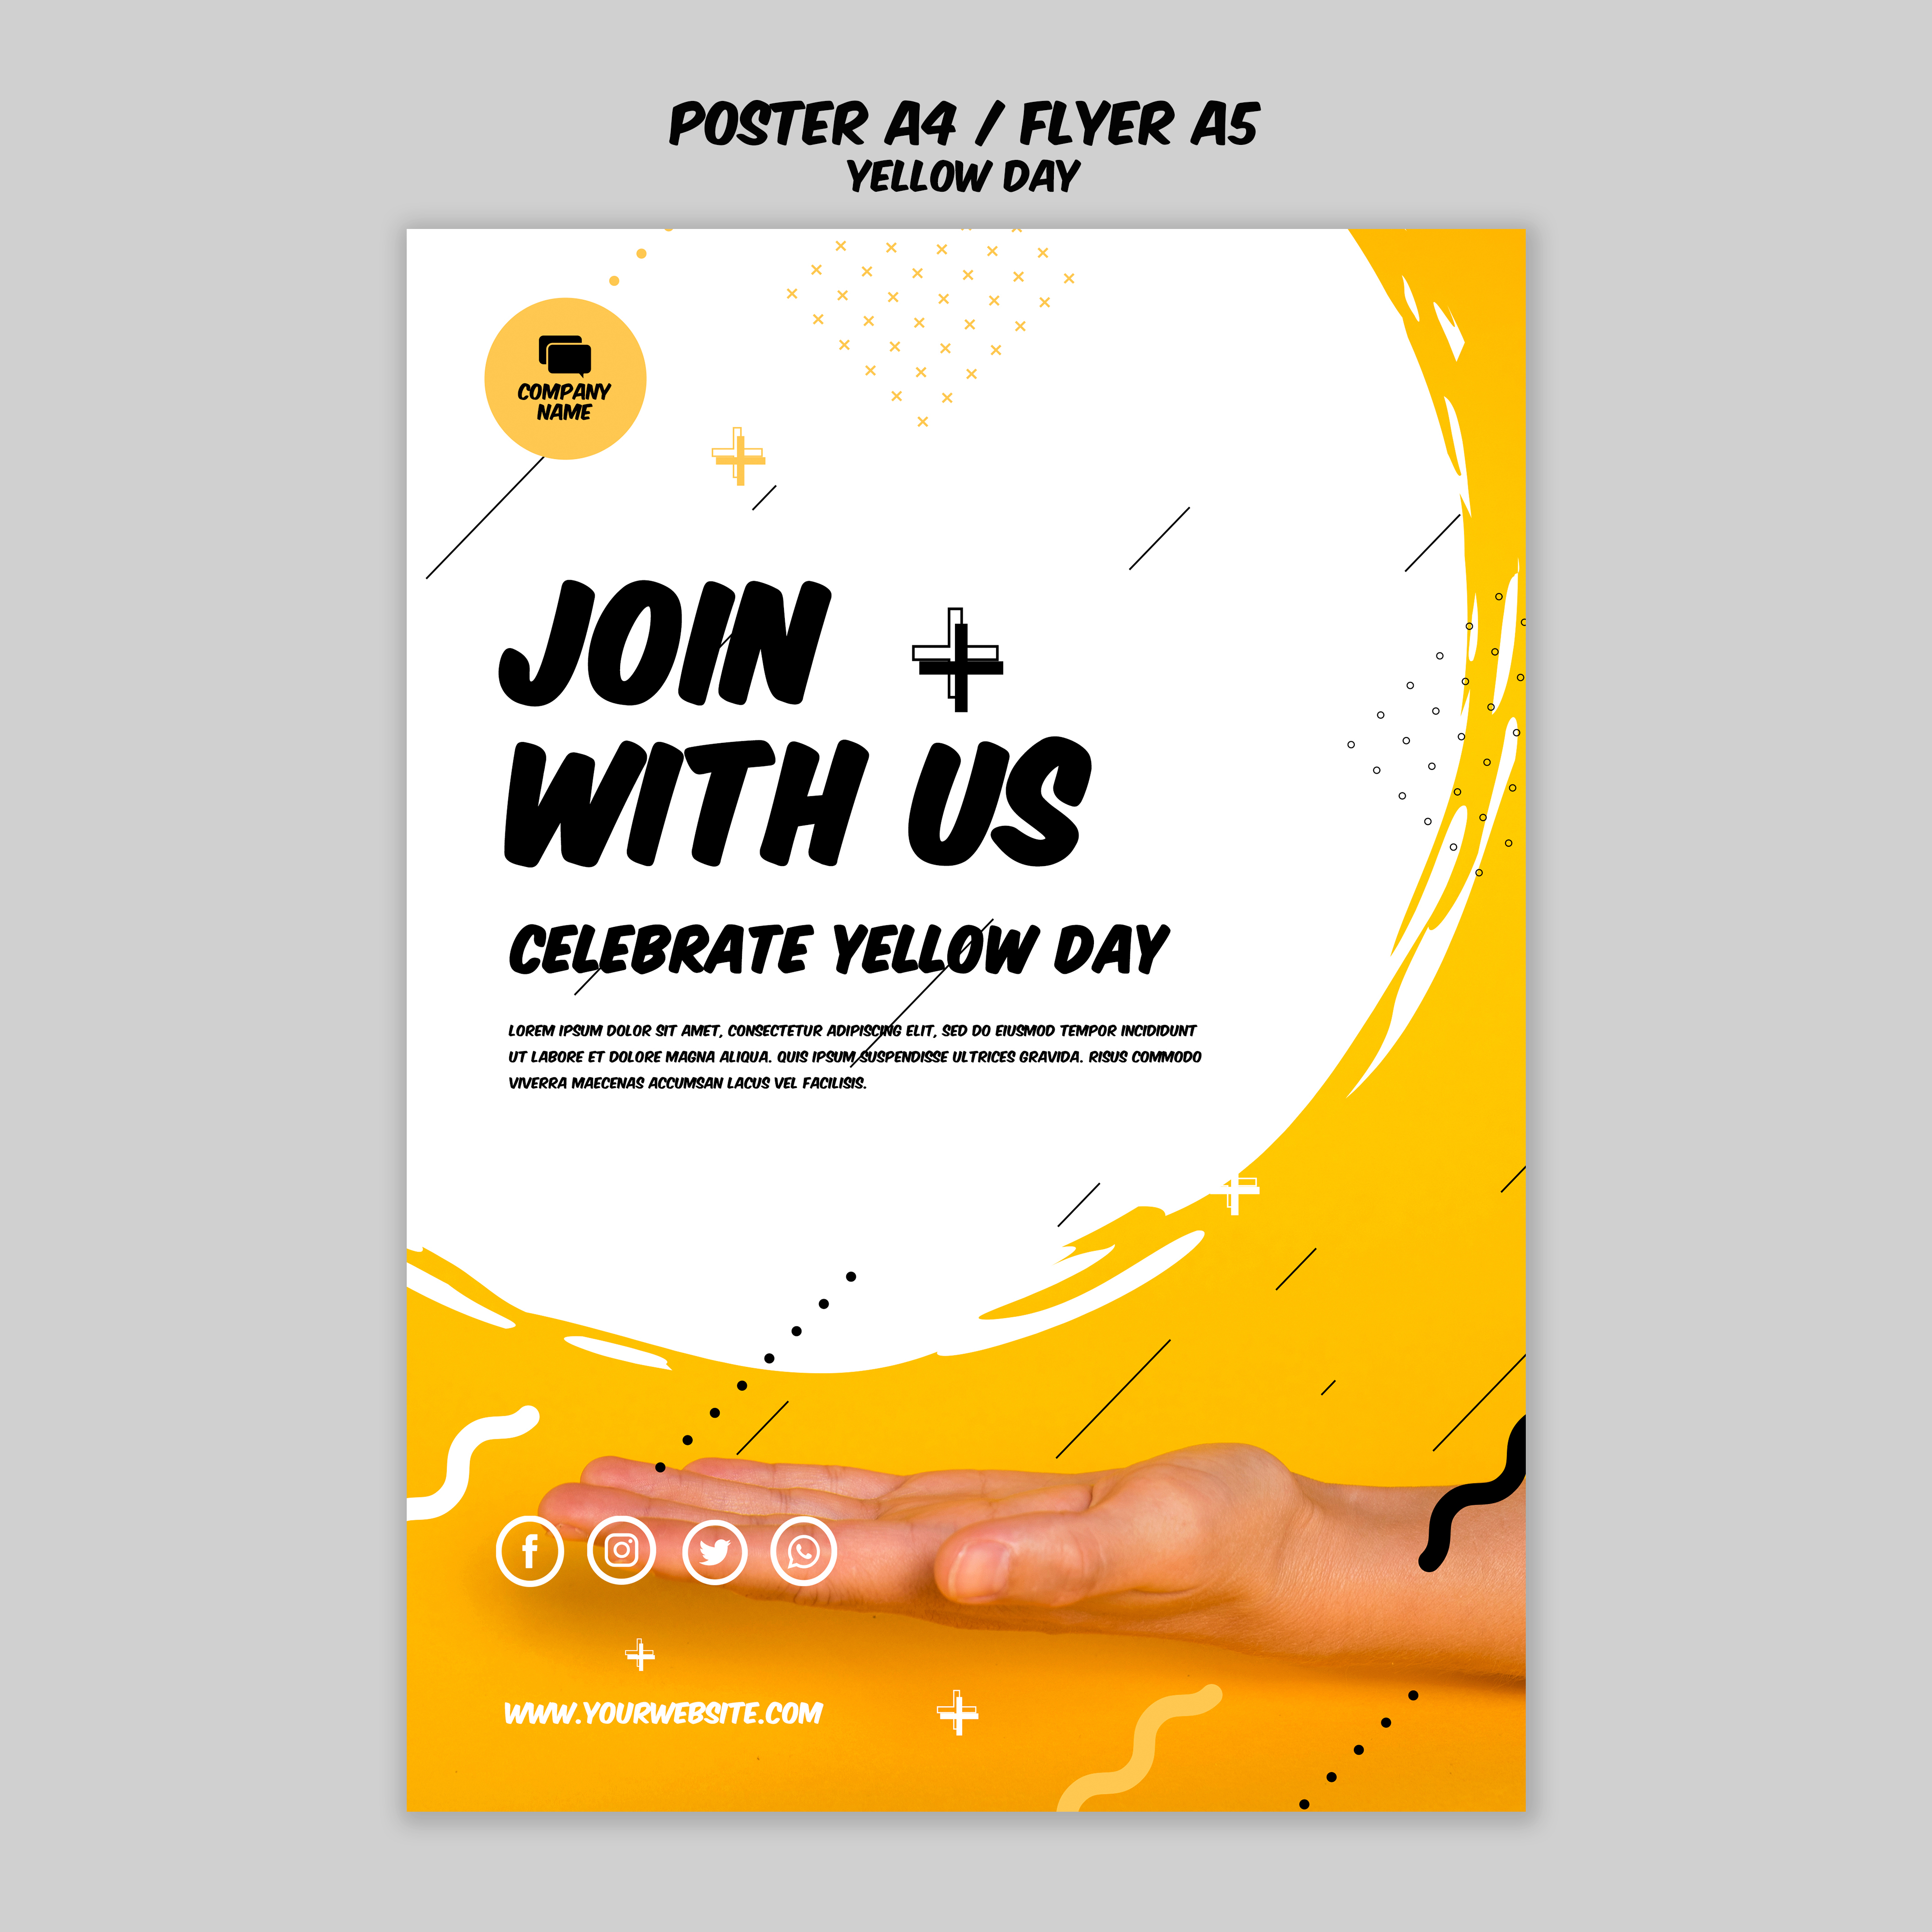 POSTER A4 / FLYER A5
YELLOW DAY
COMPANY
NAME
JOIN
WITH US
CELEBRATE YELLOW DAY
LOREM IPSUM DOLOR SIT AMET, CONSECTETUR ADIPISCING ELIT, SED DO EIUSMOD TEMPOR INCIDIDUNT
UT LABORE ET DOLORE MAGNA ALIQUA. QUIS IPSUM SUSPENDISSE ULTRICES GRAVIDA. RISUS COMMODO
VIVERRA MAECENAS ACCUMSAN LACUS VEL FACILISIS.
WWW.YOURWEBSITE.COM